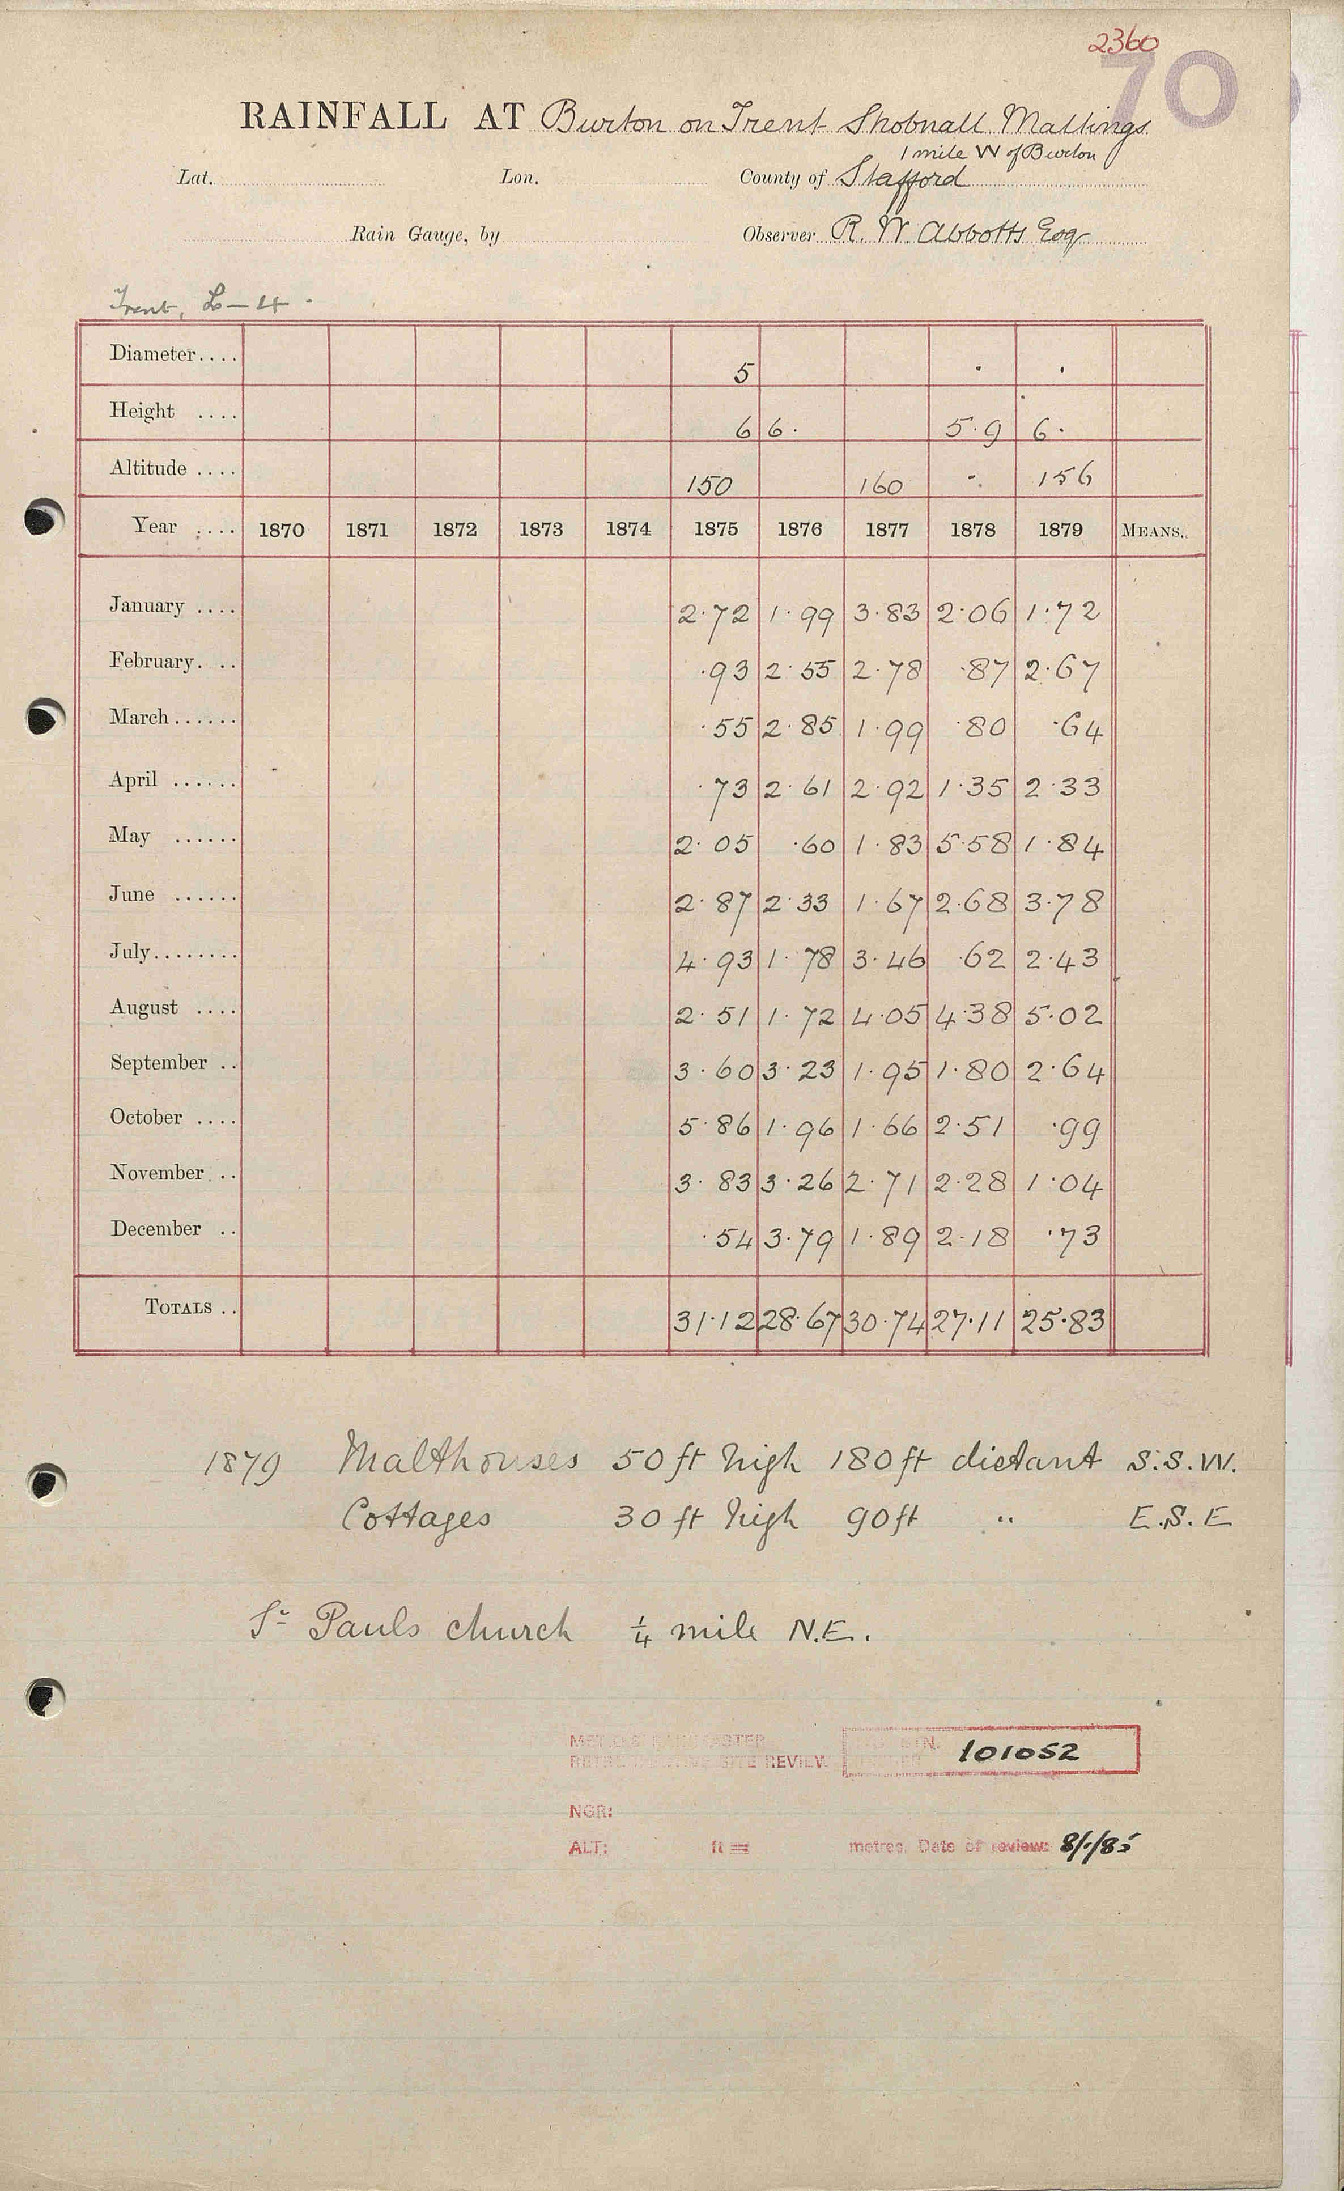 2360
70
RAINFALL AT Burton on Trent Shobnall Maltings
1 mile W of Burton
Lat. Lon. County of Stafford
Rain Gauge, by Observer R. W. Abbotts Esq
Trent, L-4.
Diameter.... 5 . .
Height .... 6 6. 5.9 6.
Altitude .... 150 160 " 156
Year .... 1870 1871 1872 1873 1874 1875 1876 1877 1878 1879 MEANS.
January .... 2.72 1.99 3.83 2.06 1.72
February... .93 2.55 2.78 .87 2.67
March...... .55 2.85 1.99 .80 .64
April ...... .73 2.61 2.92 1.35 2.33
May ...... 2.05 .60 1.83 5.58 1.84
June ...... 2.87 2.33 1.67 2.68 3.78
July........ 4.93 1.78 3.46 .62 2.43
August .... 2.51 1.72 4.05 4.38 5.02
September .. 3.60 3.23 1.95 1.80 2.64
October .... 5.86 1.96 1.66 2.51 .99
November .. 3.83 3.26 2.71 2.28 1.04
December .. .54 3.79 1.89 2.18 .73
TOTALS .. 31.12 28.67 30.74 27.11 25.83
1879 Malthouses 50 ft high 180 ft distant S.S.W.
Cottages 30 ft high 90 ft " E.S.E
St Pauls church ¼ mile N.E.
STN. 101052
SITE REVIEW
NGR:
ALT: ft = metres. Date of review: 8/1/85